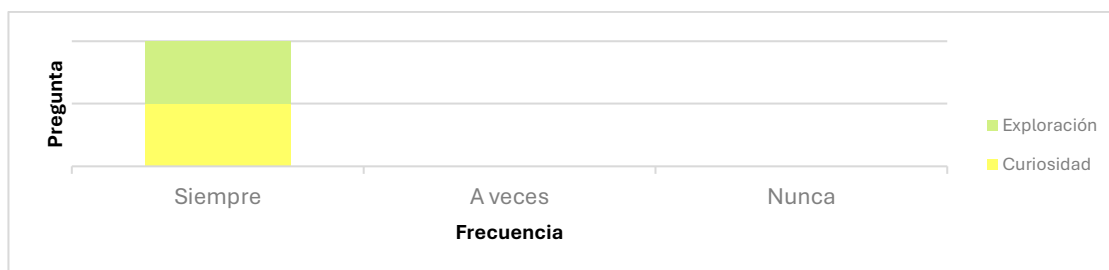 Pregunta
Exploración
Curiosidad
Siempre
A veces
Nunca
Frecuencia